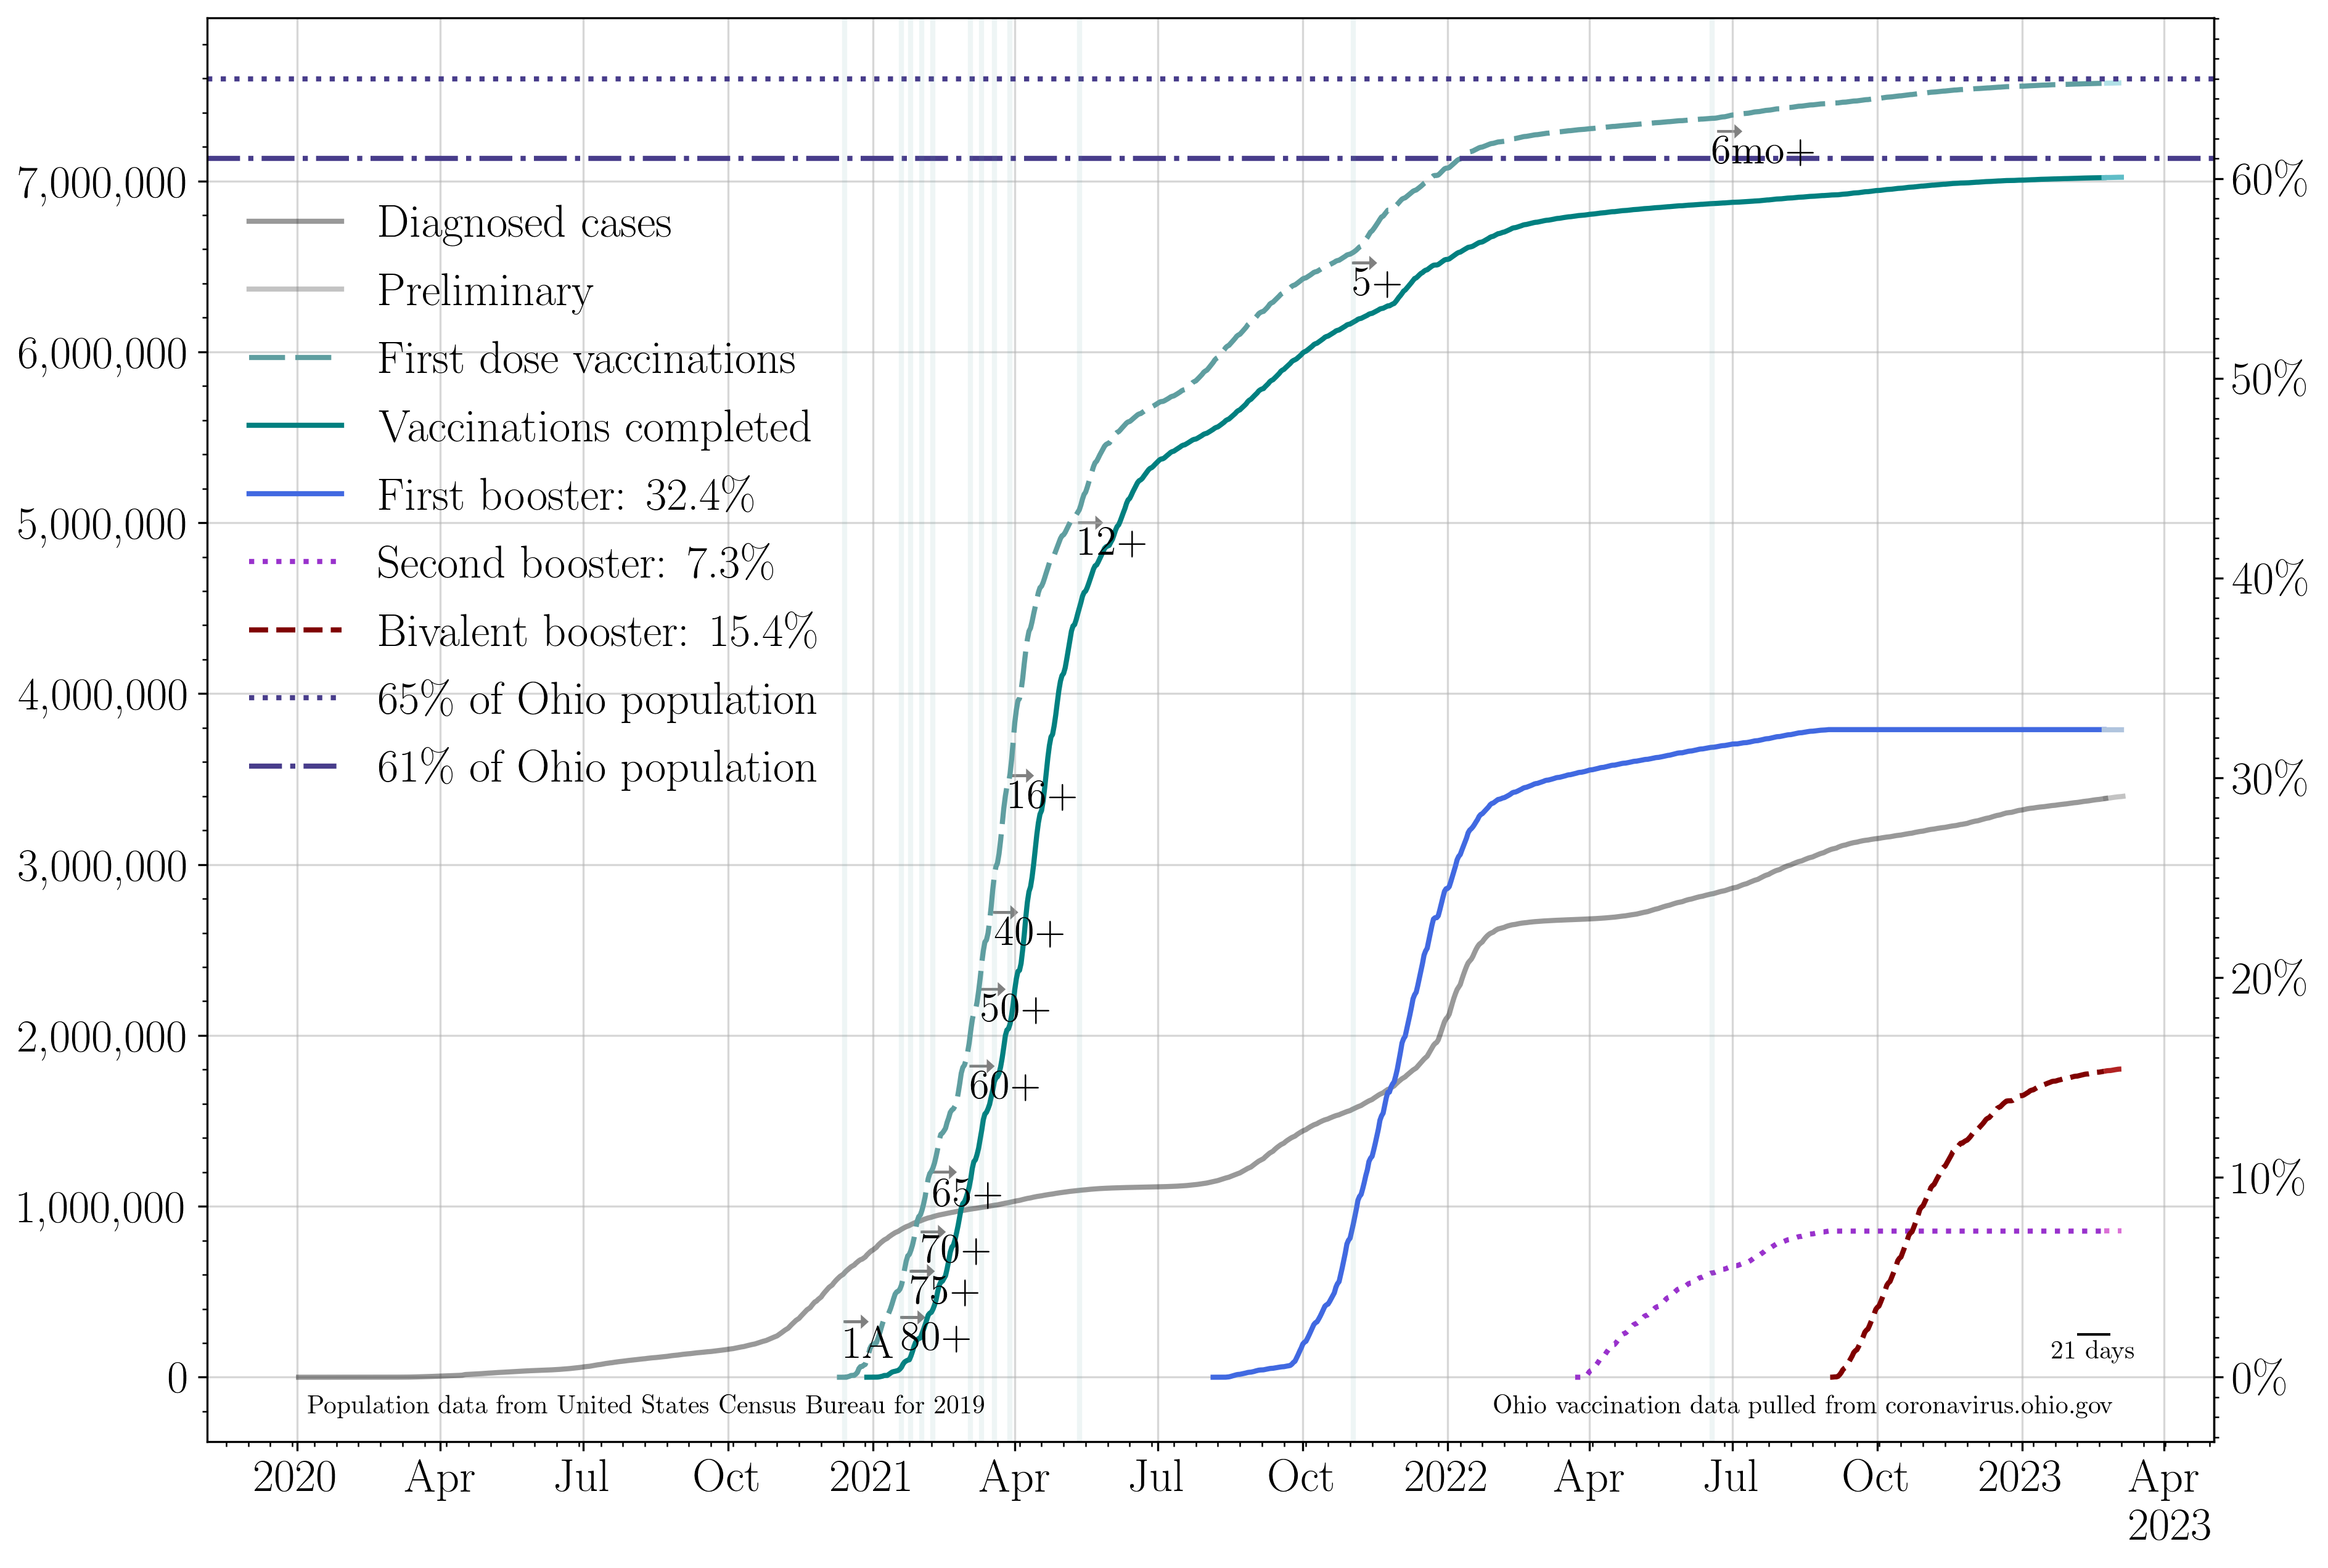 7,000,000
6,000,000
5,000,000
4,000,000
3,000,000
2,000,000
1,000,000
0
Diagnosed cases
Preliminary
First dose vaccinations
Vaccinations completed
First booster: 32.4%
Second booster: 7.3%
Bivalent booster: 15.4%
65% of Ohio population
61% of Ohio population
6mo+
5+
12+
16+
40+
50+
60+
65+
70+
75+
80+
1A
21 days
60%
50%
40%
30%
20%
10%
0%
Population data from United States Census Bureau for 2019
Ohio vaccination data pulled from coronavirus.ohio.gov
2020 Apr Jul Oct 2021 Apr Jul Oct 2022 Apr Jul Oct 2023 Apr
2023